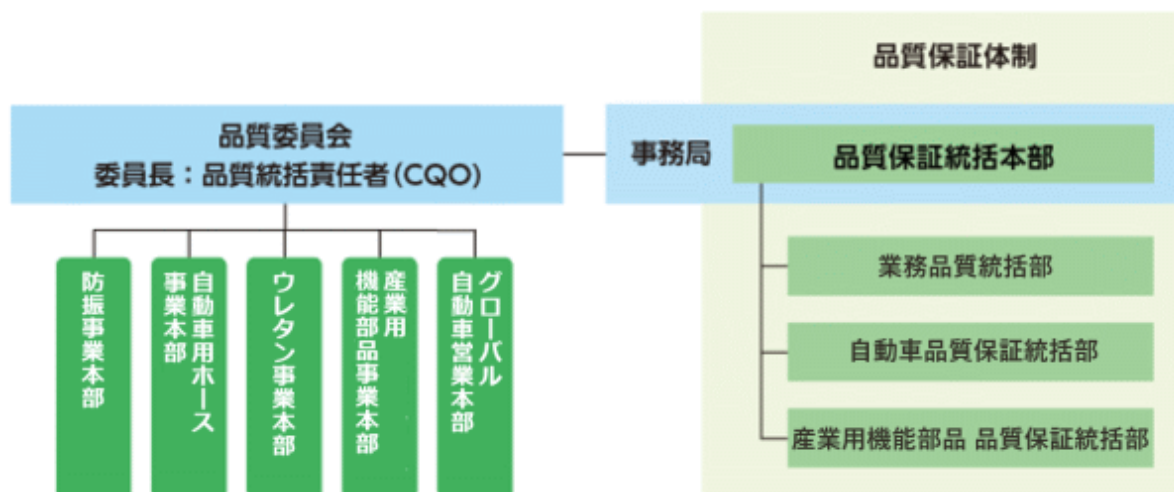 品質保証体制
品質委員会
委員長：品質統括責任者(CQO)
事務局
品質保証統括本部
防振事業本部
自動車用ホース
事業本部
ウレタン事業本部
産業用
機能部品事業本部
グローバル
自動車営業本部
業務品質統括部
自動車品質保証統括部
産業用機能部品 品質保証統括部